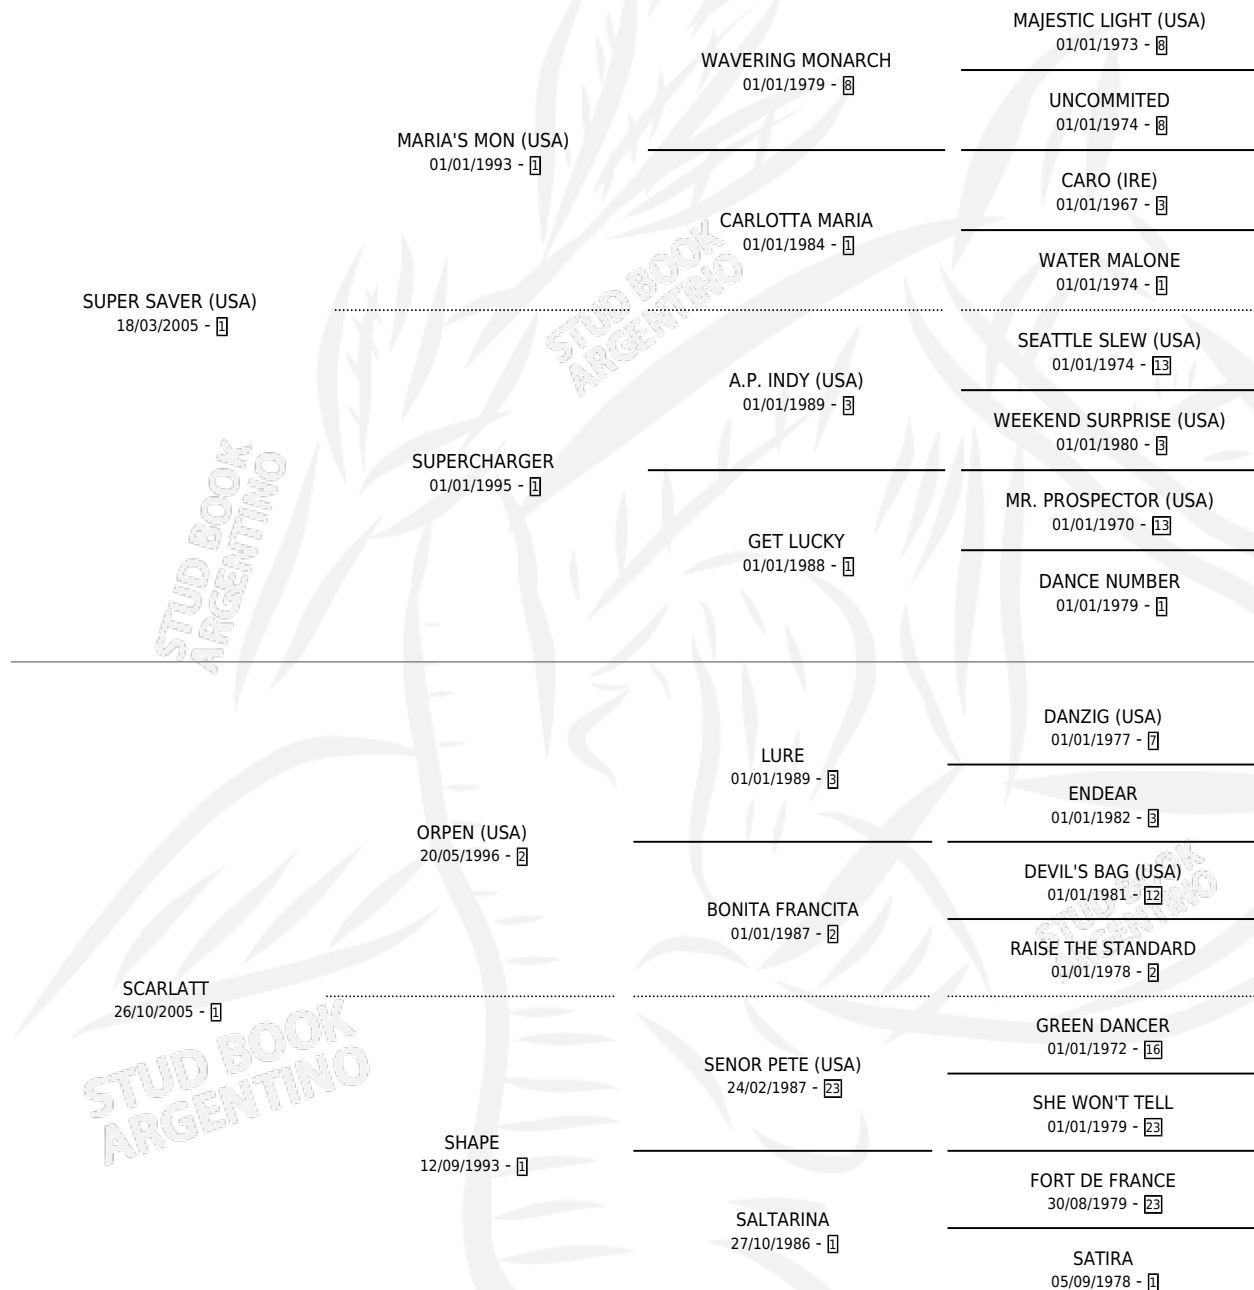 MAJESTIC LIGHT (USA)
01/01/1973 - 8
WAVERING MONARCH
01/01/1979 - 8
UNCOMMITED
01/01/1974 - 8
MARIA'S MON (USA)
01/01/1993 - 1
CARO (IRE)
01/01/1967 - 3
CARLOTTA MARIA
01/01/1984 - 1
WATER MALONE
01/01/1974 - 1
SUPER SAVER (USA)
18/03/2005 - 1
SEATTLE SLEW (USA)
01/01/1974 - 13
A.P. INDY (USA)
01/01/1989 - 3
WEEKEND SURPRISE (USA)
01/01/1980 - 3
SUPERCHARGER
01/01/1995 - 1
MR. PROSPECTOR (USA)
01/01/1970 - 13
GET LUCKY
01/01/1988 - 1
DANCE NUMBER
01/01/1979 - 1
DANZIG (USA)
01/01/1977 - 7
LURE
01/01/1989 - 3
ENDEAR
01/01/1982 - 3
ORPEN (USA)
20/05/1996 - 2
DEVIL'S BAG (USA)
01/01/1981 - 12
BONITA FRANCITA
01/01/1987 - 2
RAISE THE STANDARD
01/01/1978 - 2
SCARLATT
26/10/2005 - 1
GREEN DANCER
01/01/1972 - 16
SENOR PETE (USA)
24/02/1987 - 23
SHE WON'T TELL
01/01/1979 - 23
SHAPE
12/09/1993 - 1
FORT DE FRANCE
30/08/1979 - 23
SALTARINA
27/10/1986 - 1
SATIRA
05/09/1978 - 1
STUD BOOK
ARGENTINO
STUD BOOK
ARGENTINO
STUD BOOK
ARGENTINO
STUD BOOK
ARGENTINO